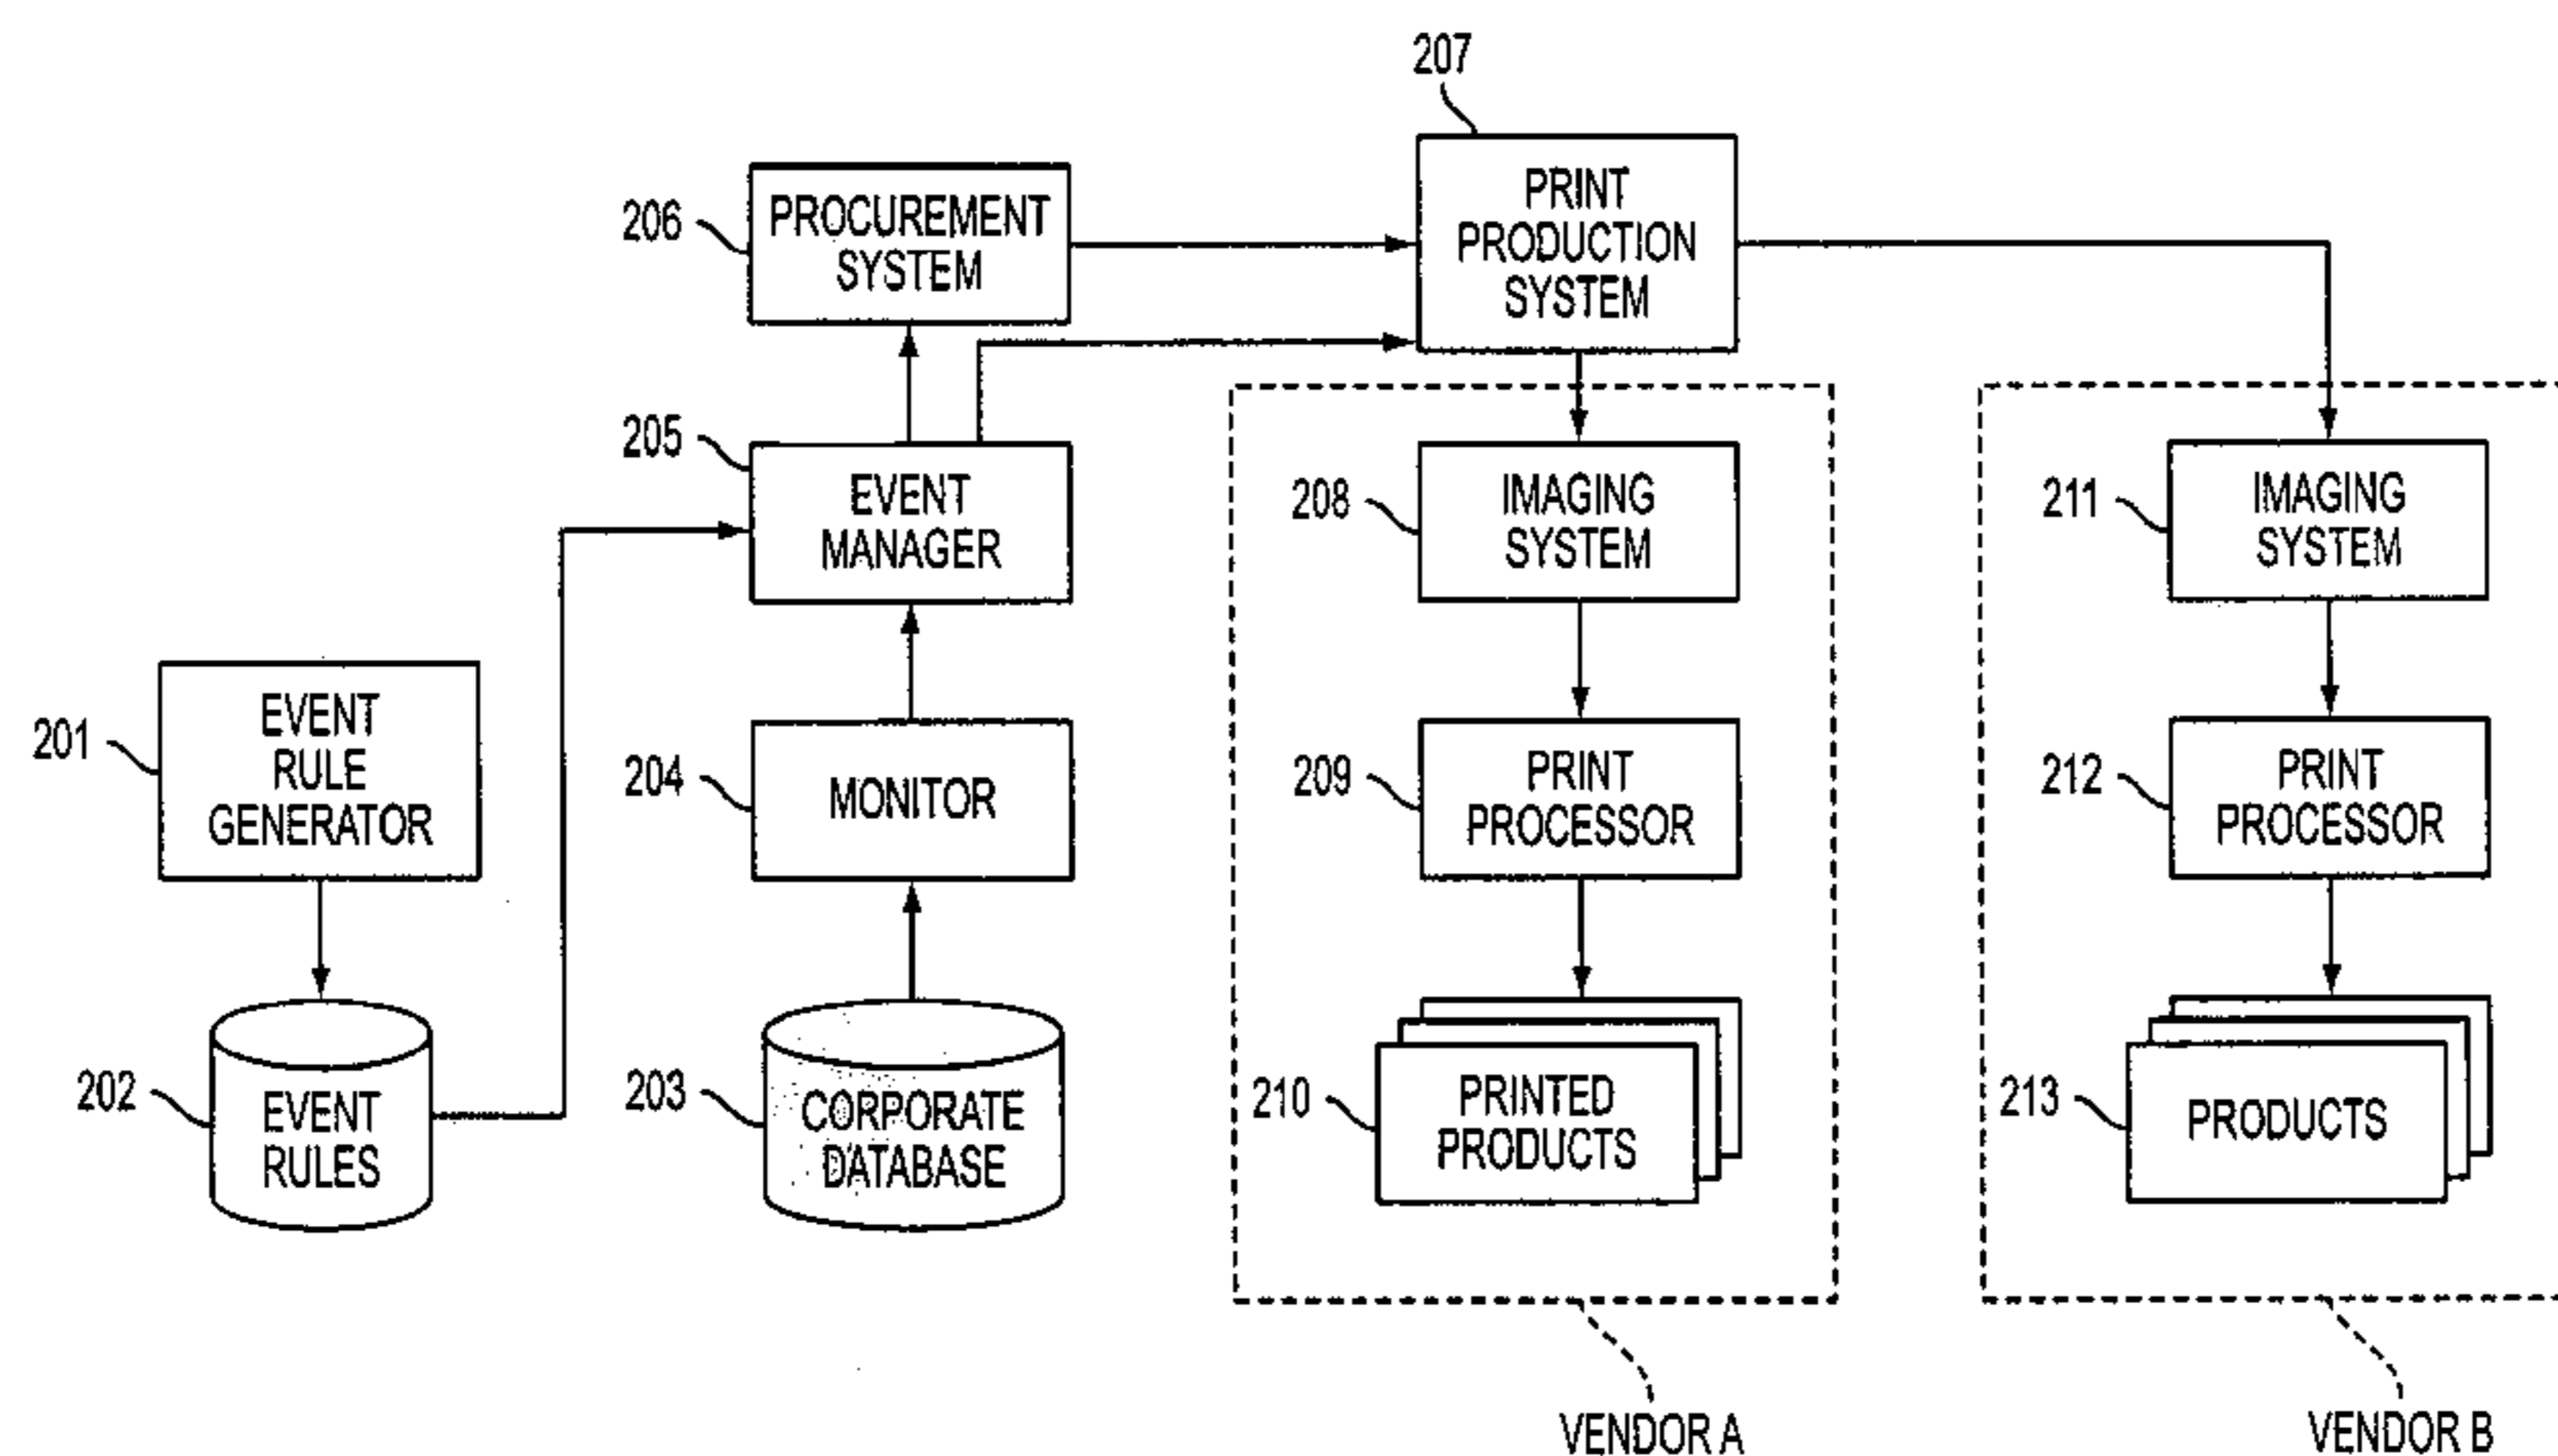 207
PRINT
PRODUCTION
SYSTEM
206
PROCUREMENT
SYSTEM
205
EVENT
MANAGER
208
IMAGING
SYSTEM
211
IMAGING
SYSTEM
201
EVENT
RULE
GENERATOR
204
MONITOR
209
PRINT
PROCESSOR
212
PRINT
PROCESSOR
202
EVENT
RULES
203
CORPORATE
DATABASE
210
PRINTED
PRODUCTS
213
PRODUCTS
VENDOR A
VENDOR B